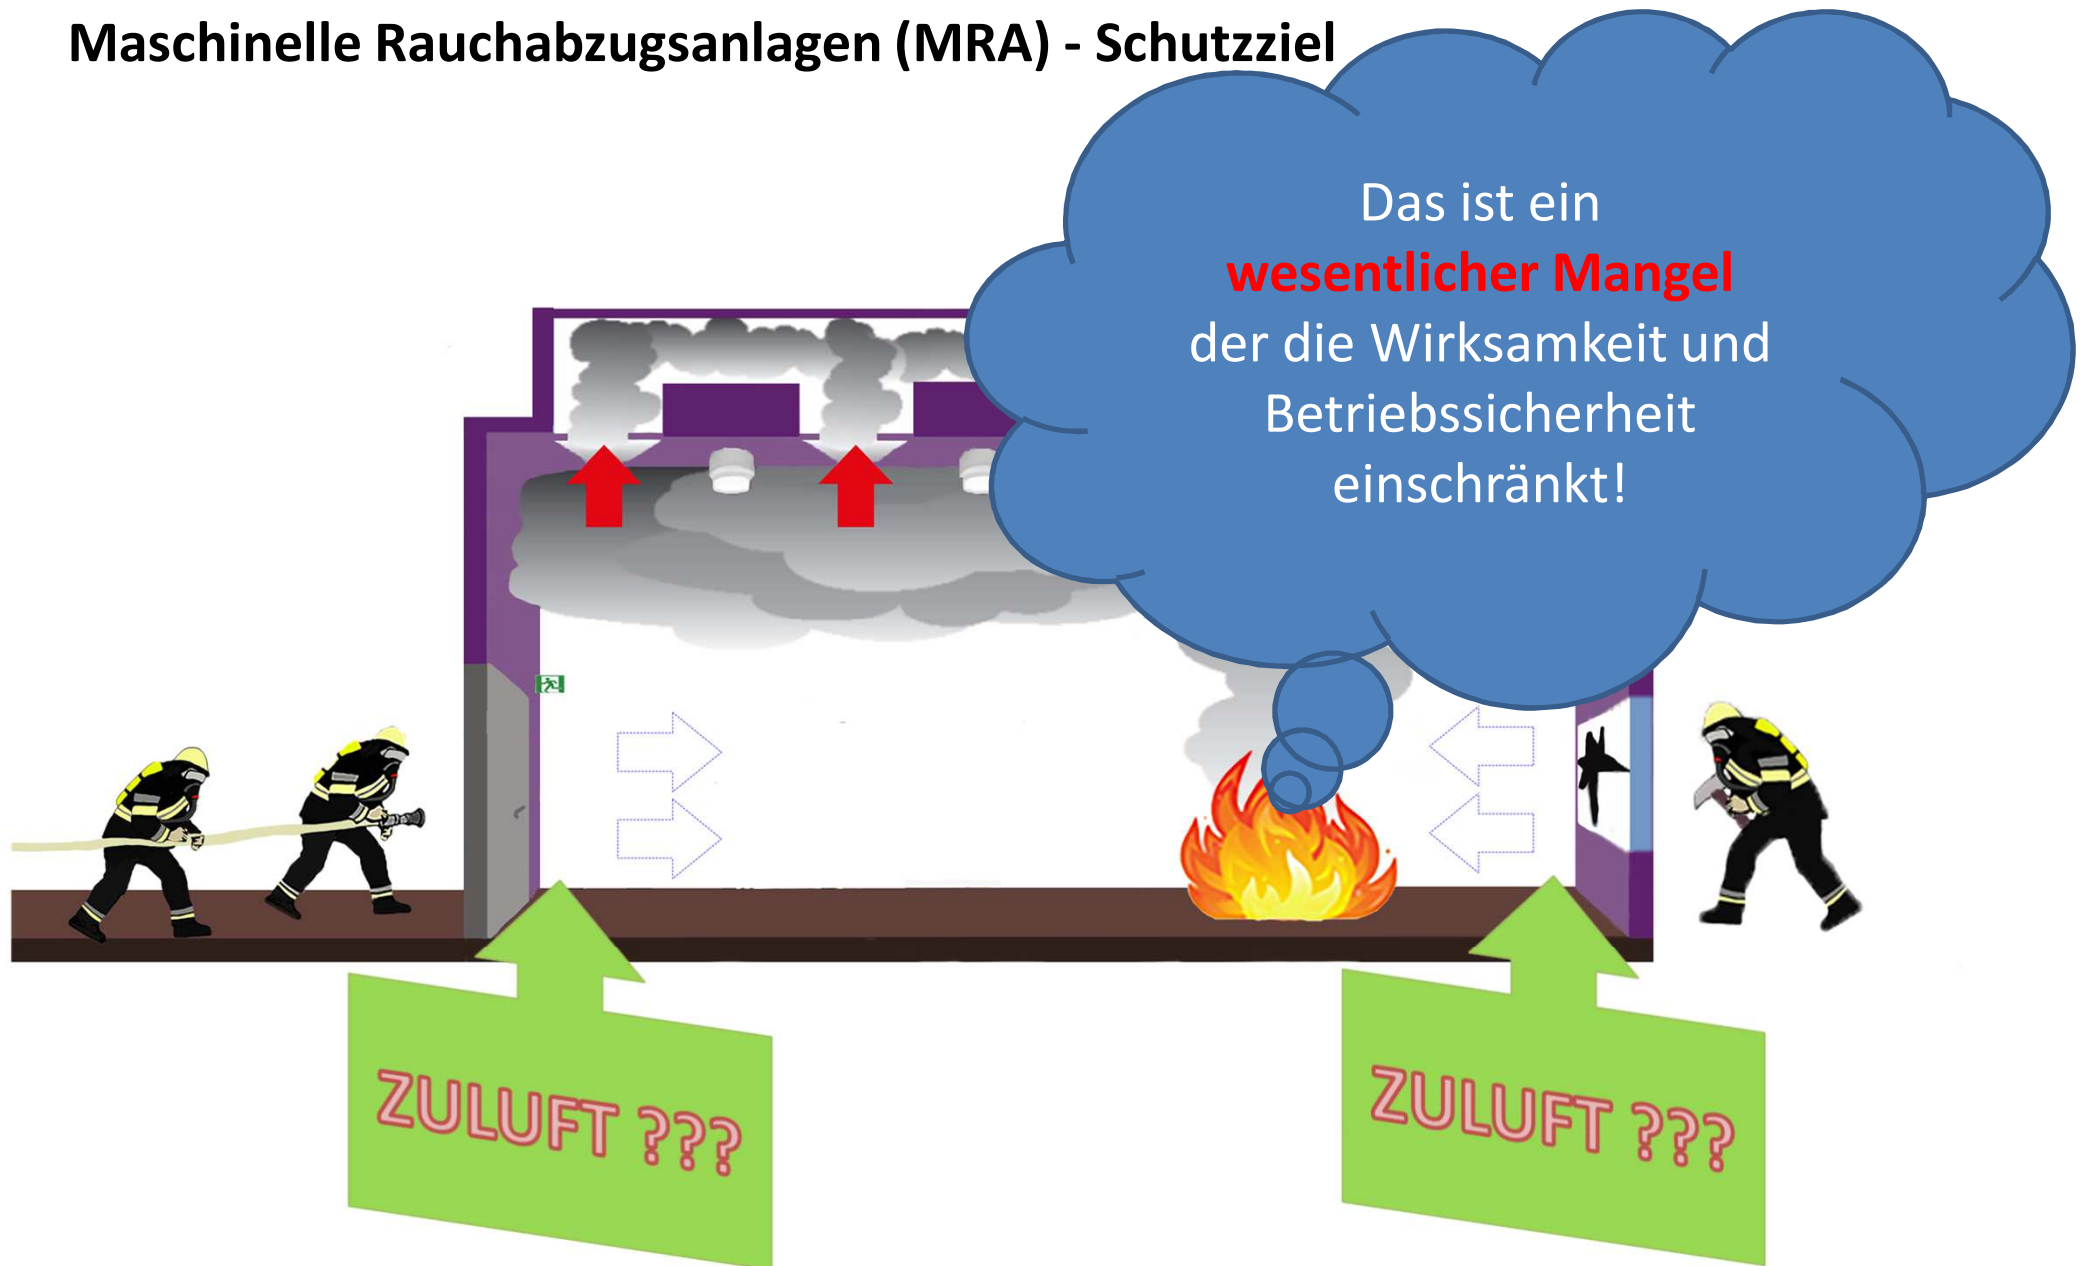 Maschinelle Rauchabzugsanlagen (MRA) - Schutzziel
Das ist ein
wesentlicher Mangel
der die Wirksamkeit und
Betriebssicherheit
einschränkt!
ZULUFT ???
ZULUFT ???